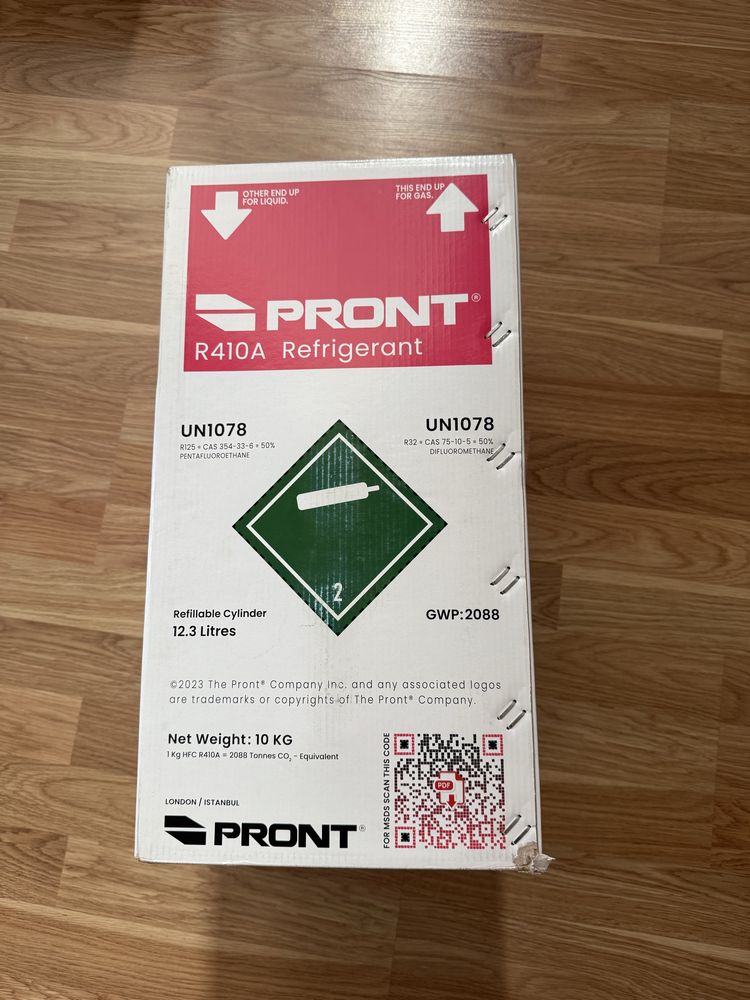 OTHER END UP
FOR LIQUID.
THIS END UP
FOR GAS.
PRONT®
R410A Refrigerant
UN1078
R125 = CAS 354-33-6 = 50%
PENTAFLUOROETHANE
UN1078
R32 = CAS 75-10-5 = 50%
DIFLUOROMETHANE
2
Refillable Cylinder
12.3 Litres
GWP:2088
©2023 The Pront® Company Inc. and any associated logos
are trademarks or copyrights of The Pront® Company.
Net Weight: 10 KG
1 Kg HFC R410A = 2088 Tonnes CO₂ - Equivalent
FOR MSDS SCAN THIS CODE
PDF
LONDON / ISTANBUL
PRONT®